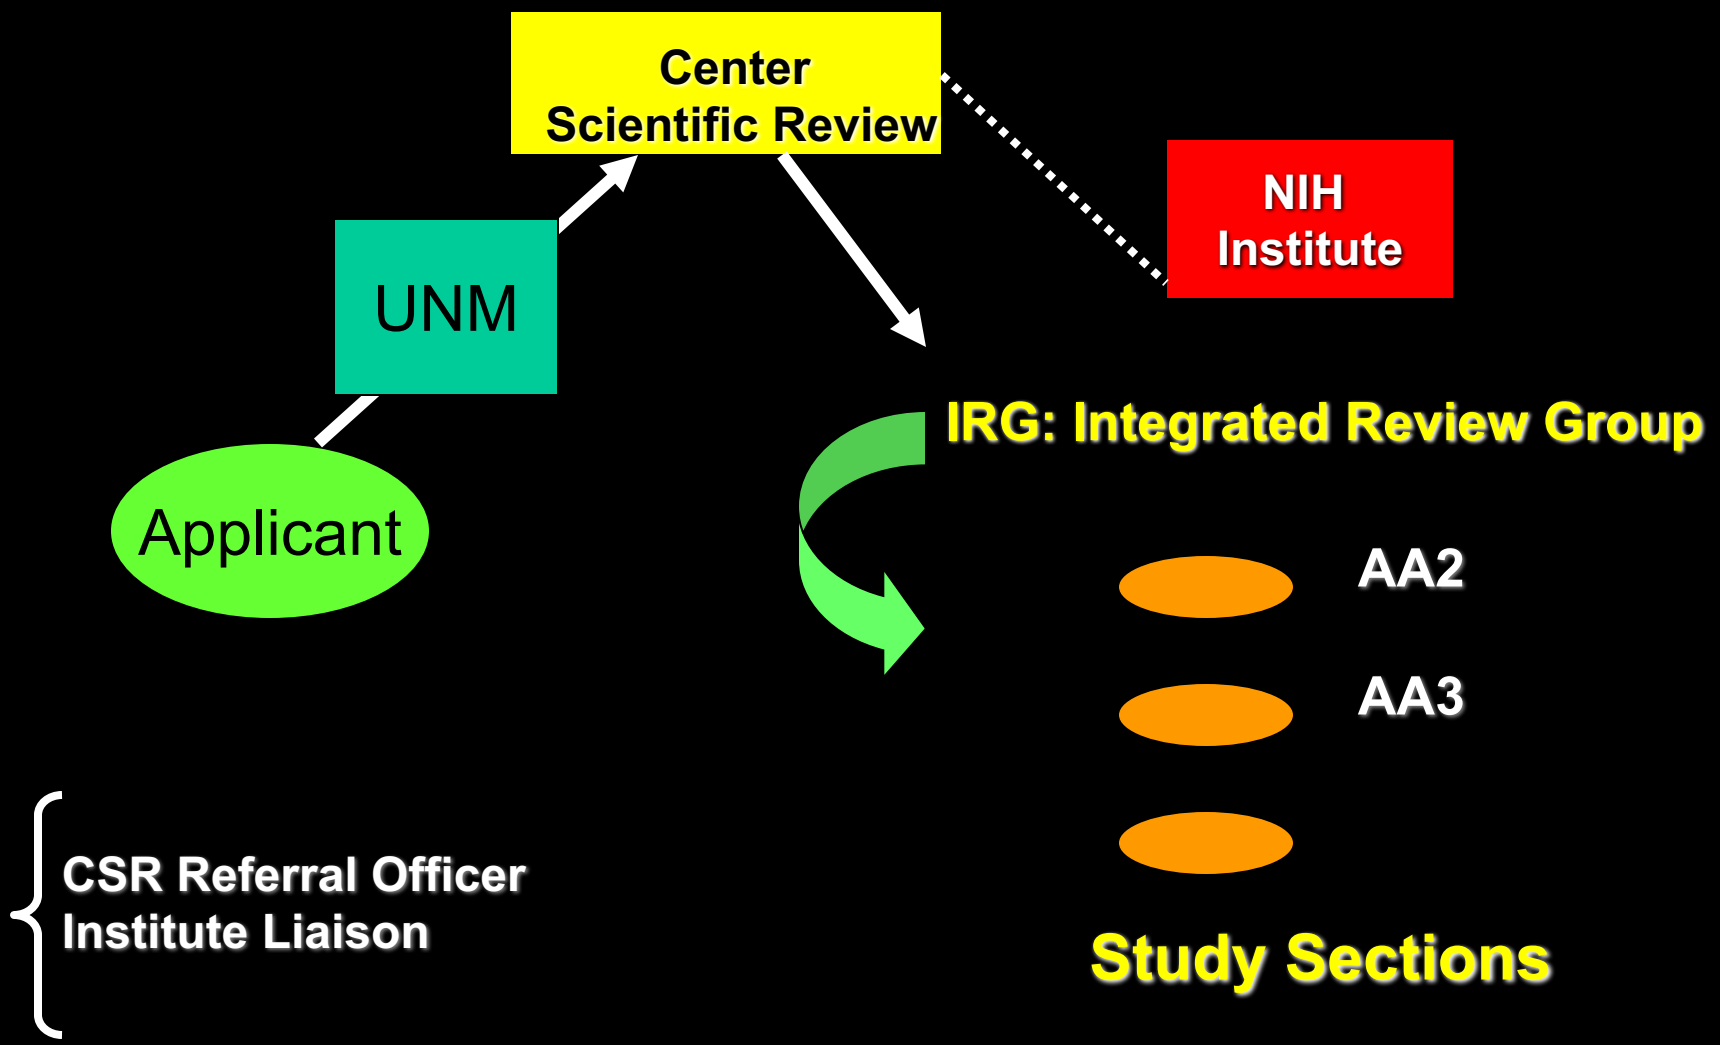 Center
Scientific Review
NIH
Institute
UNM
IRG: Integrated Review Group
Applicant
AA2
AA3
CSR Referral Officer
Institute Liaison
Study Sections